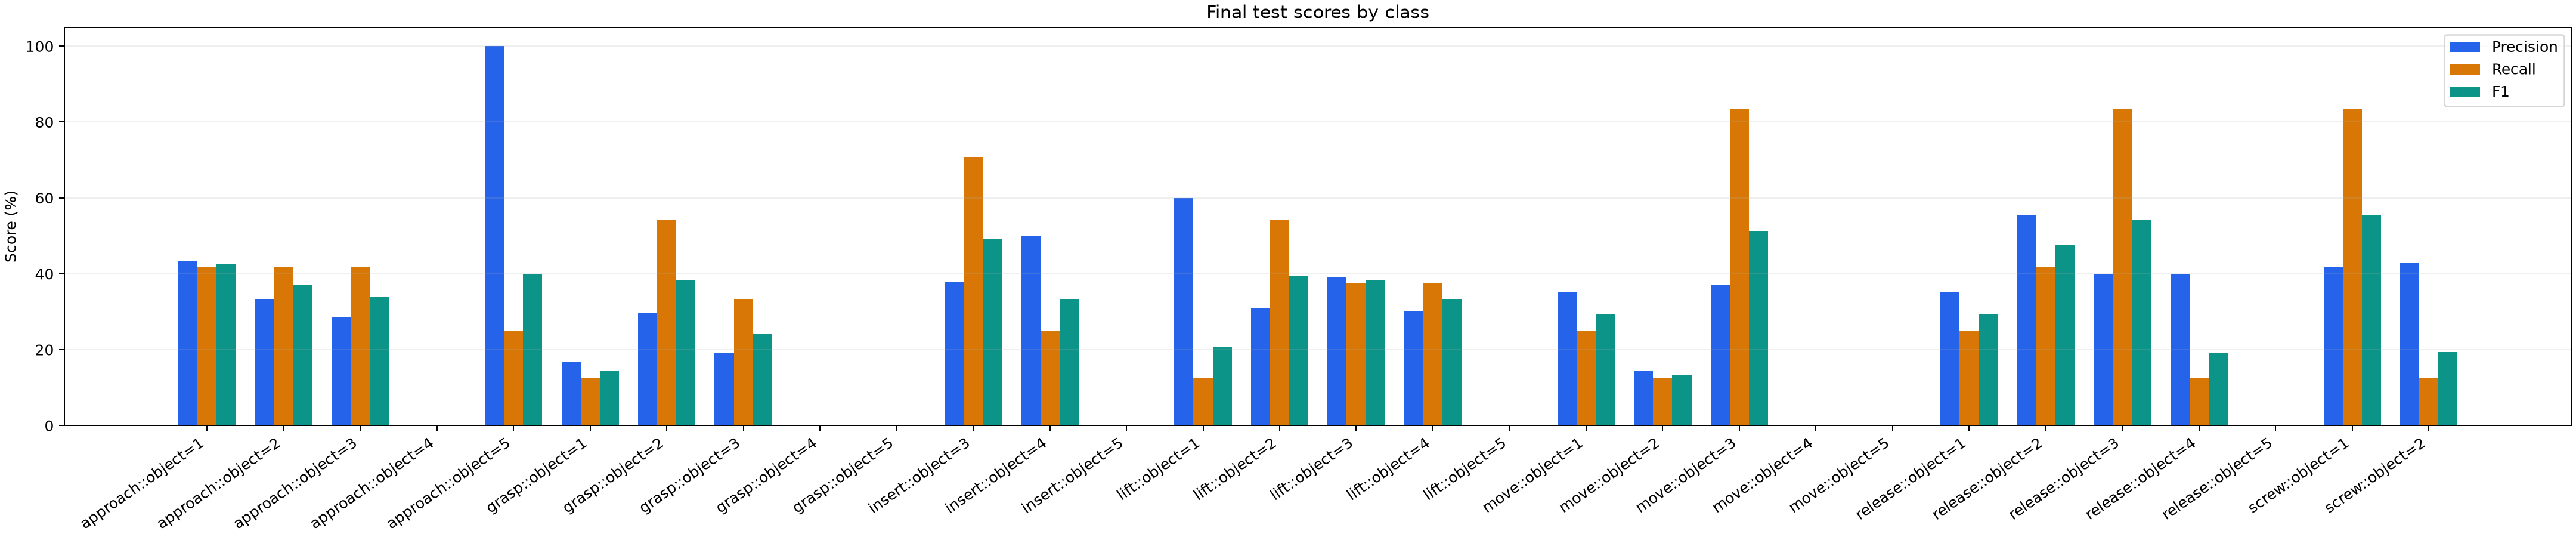 Final test scores by class
Precision
Recall
F1
Score (%)
100
80
60
40
20
0
approach::object=1
approach::object=2
approach::object=3
approach::object=4
approach::object=5
grasp::object=1
grasp::object=2
grasp::object=3
grasp::object=4
grasp::object=5
insert::object=3
insert::object=4
insert::object=5
lift::object=1
lift::object=2
lift::object=3
lift::object=4
lift::object=5
move::object=1
move::object=2
move::object=3
move::object=4
move::object=5
release::object=1
release::object=2
release::object=3
release::object=4
release::object=5
screw::object=1
screw::object=2